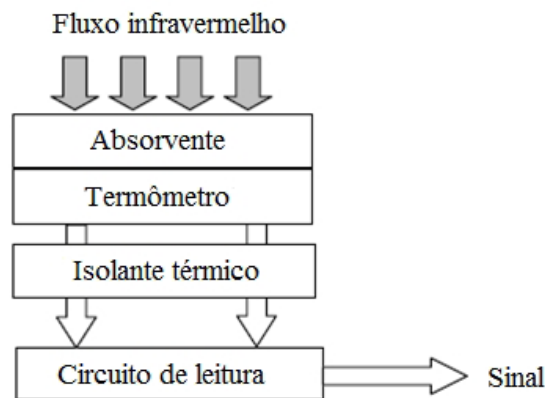 Fluxo infravermelho
Absorvente
Termômetro
Isolante térmico
Circuito de leitura
Sinal